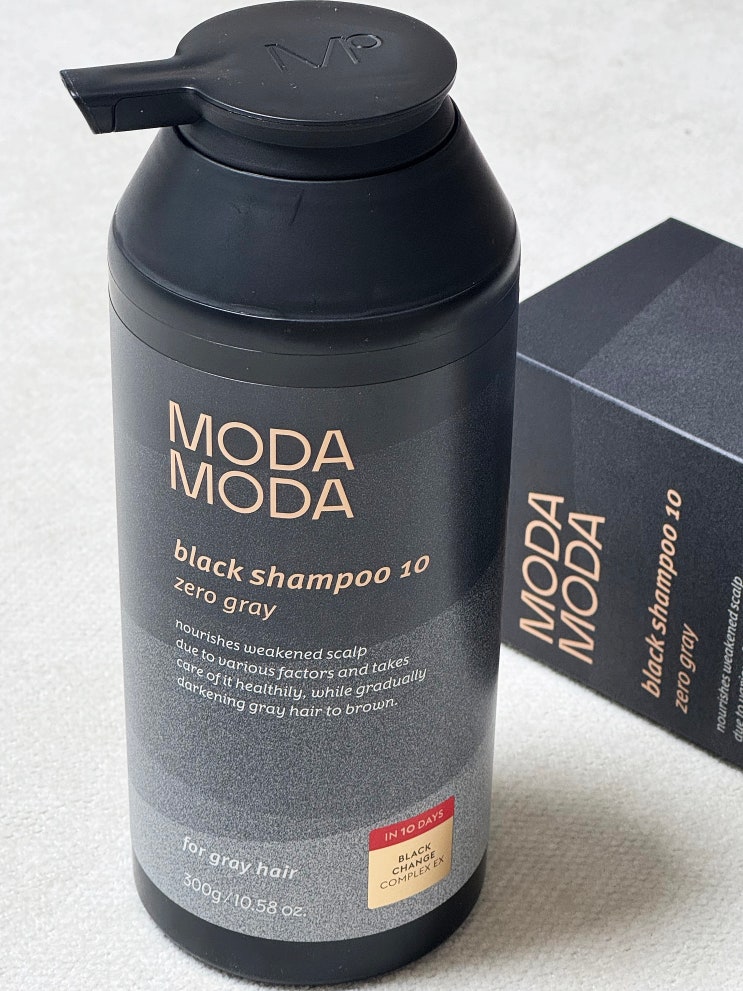 MP
MODA
MODA
black shampoo 10
zero gray
nourishes weakened scalp
due to various factors and takes
care of it healthily, while gradually
darkening gray hair to brown.
for gray hair
300g/10.58 oz.
IN 10 DAYS
BLACK
CHANGE
COMPLEX EX
MODA
MODA
black shampoo 10
zero gray
nourishes weakened scalp
due to